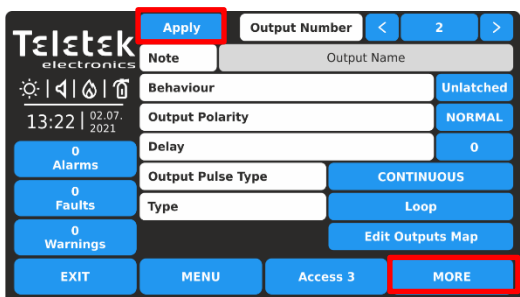 Teletek
electronics
13:22 | 02.07.
2021
0
Alarms
0
Faults
0
Warnings
Apply
Output Number < 2 >
Note Output Name
Behaviour Unlatched
Output Polarity NORMAL
Delay 0
Output Pulse Type CONTINUOUS
Type Loop
Edit Outputs Map
EXIT MENU Access 3 MORE